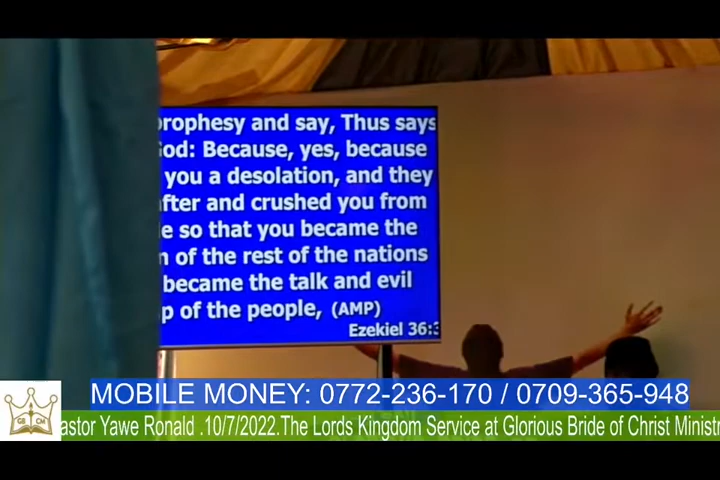 prophesy and say, Thus says
God: Because, yes, because
you a desolation, and they
after and crushed you from
so that you became the
of the rest of the nations
became the talk and evil
of the people, (AMP)
Ezekiel 36:3
MOBILE MONEY: 0772-236-170 / 0709-365-948
GB CM
astor Yawe Ronald .10/7/2022.The Lords Kingdom Service at Glorious Bride of Christ Ministr